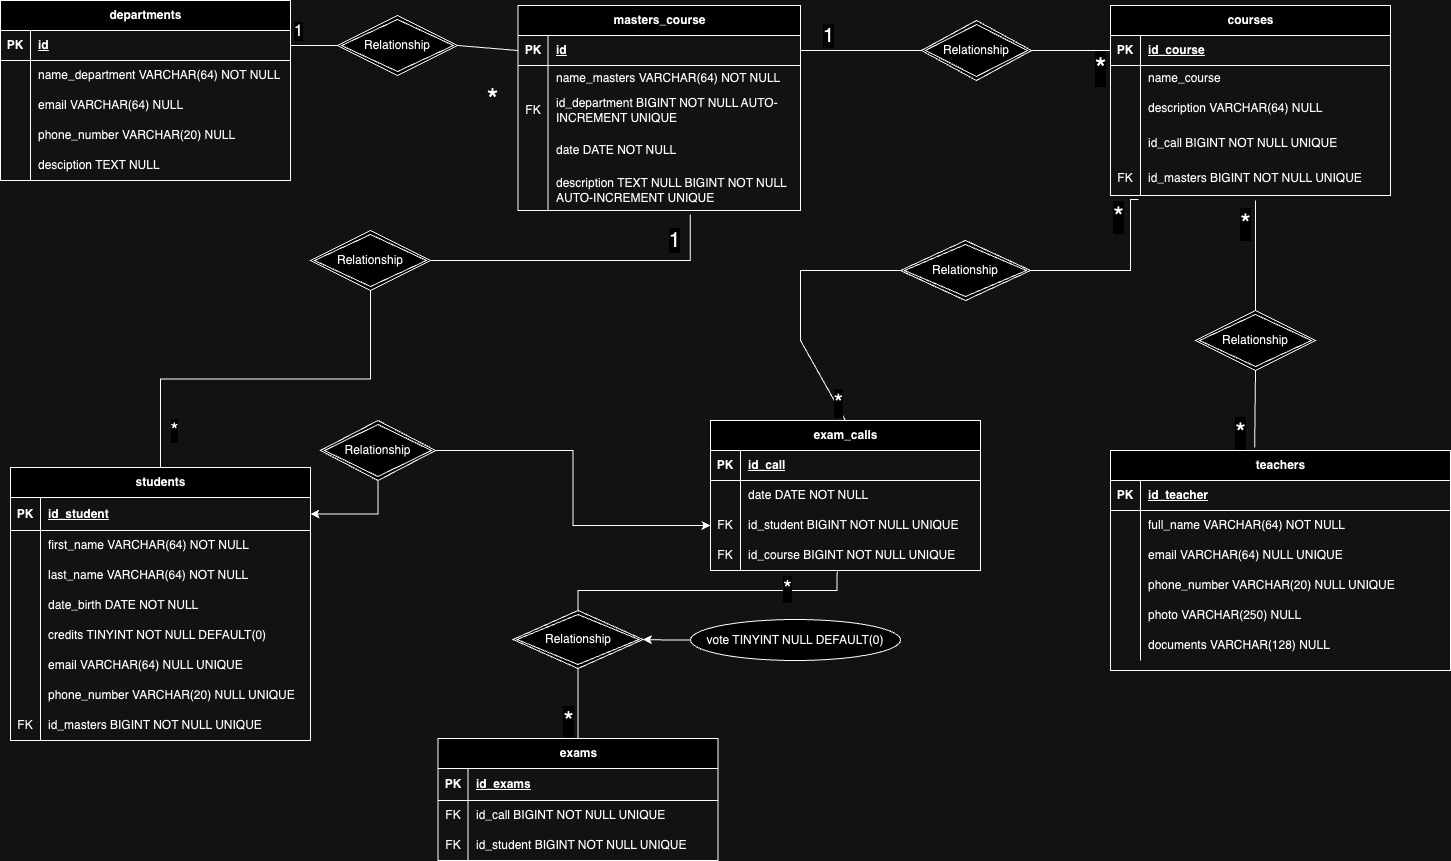 departments
PK id
name_department VARCHAR(64) NOT NULL
email VARCHAR(64) NULL
phone_number VARCHAR(20) NULL
desciption TEXT NULL
1
Relationship
*
masters_course
PK id
name_masters VARCHAR(64) NOT NULL
FK id_department BIGINT NOT NULL AUTO-
INCREMENT UNIQUE
date DATE NOT NULL
description TEXT NULL BIGINT NOT NULL
AUTO-INCREMENT UNIQUE
1
Relationship
*
courses
PK id_course
name_course
description VARCHAR(64) NULL
id_call BIGINT NOT NULL UNIQUE
FK id_masters BIGINT NOT NULL UNIQUE
1
Relationship
*
*
Relationship
*
*
Relationship
*
students
PK id_student
first_name VARCHAR(64) NOT NULL
last_name VARCHAR(64) NOT NULL
date_birth DATE NOT NULL
credits TINYINT NOT NULL DEFAULT(0)
email VARCHAR(64) NULL UNIQUE
phone_number VARCHAR(20) NULL UNIQUE
FK id_masters BIGINT NOT NULL UNIQUE
Relationship
exam_calls
PK id_call
date DATE NOT NULL
FK id_student BIGINT NOT NULL UNIQUE
FK id_course BIGINT NOT NULL UNIQUE
teachers
PK id_teacher
full_name VARCHAR(64) NOT NULL
email VARCHAR(64) NULL UNIQUE
phone_number VARCHAR(20) NULL UNIQUE
photo VARCHAR(250) NULL
documents VARCHAR(128) NULL
*
Relationship
vote TINYINT NULL DEFAULT(0)
*
exams
PK id_exams
FK id_call BIGINT NOT NULL UNIQUE
FK id_student BIGINT NOT NULL UNIQUE